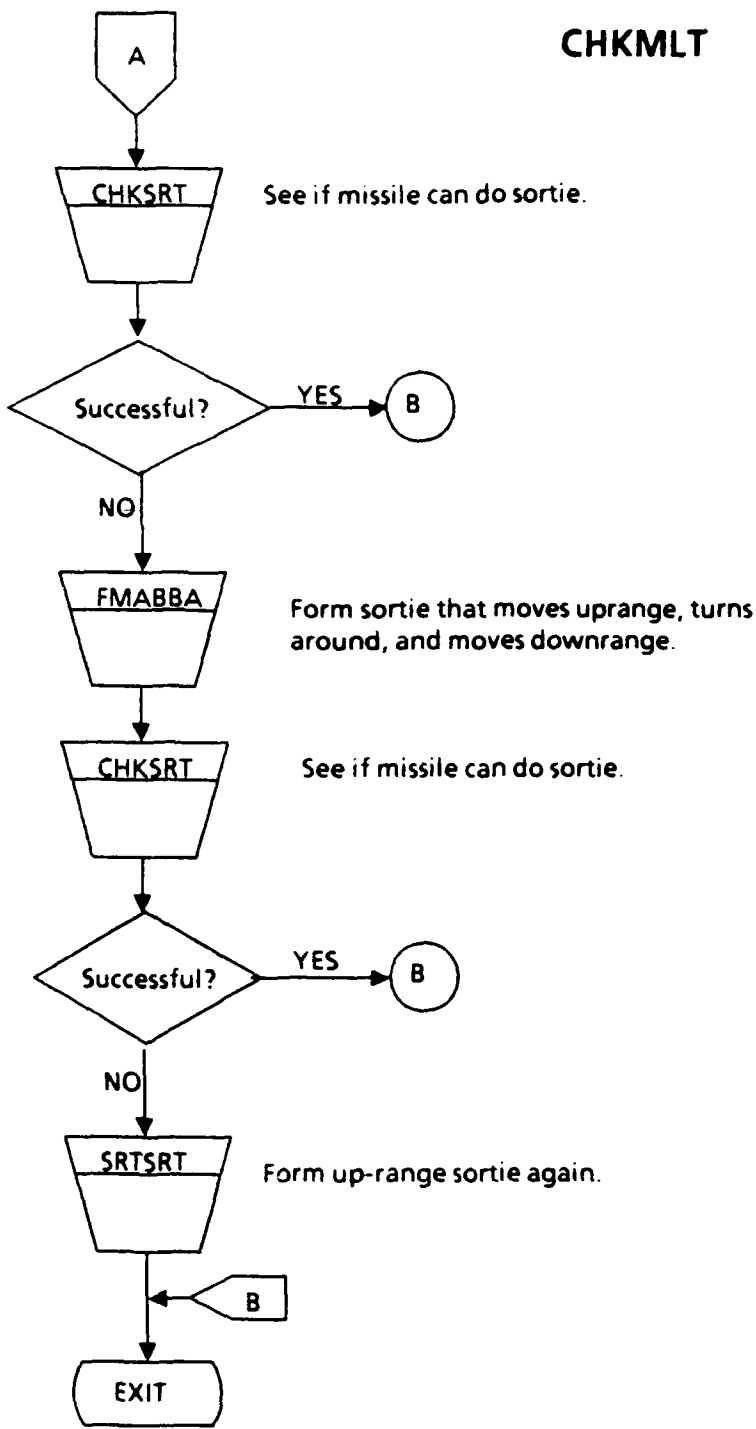 CHKMLT
A
CHKSRT
See if missile can do sortie.
Successful?
YES
B
NO
FMABBA
Form sortie that moves uprange, turns
around, and moves downrange.
CHKSRT
See if missile can do sortie.
Successful?
YES
B
NO
SRTSRT
Form up-range sortie again.
B
EXIT